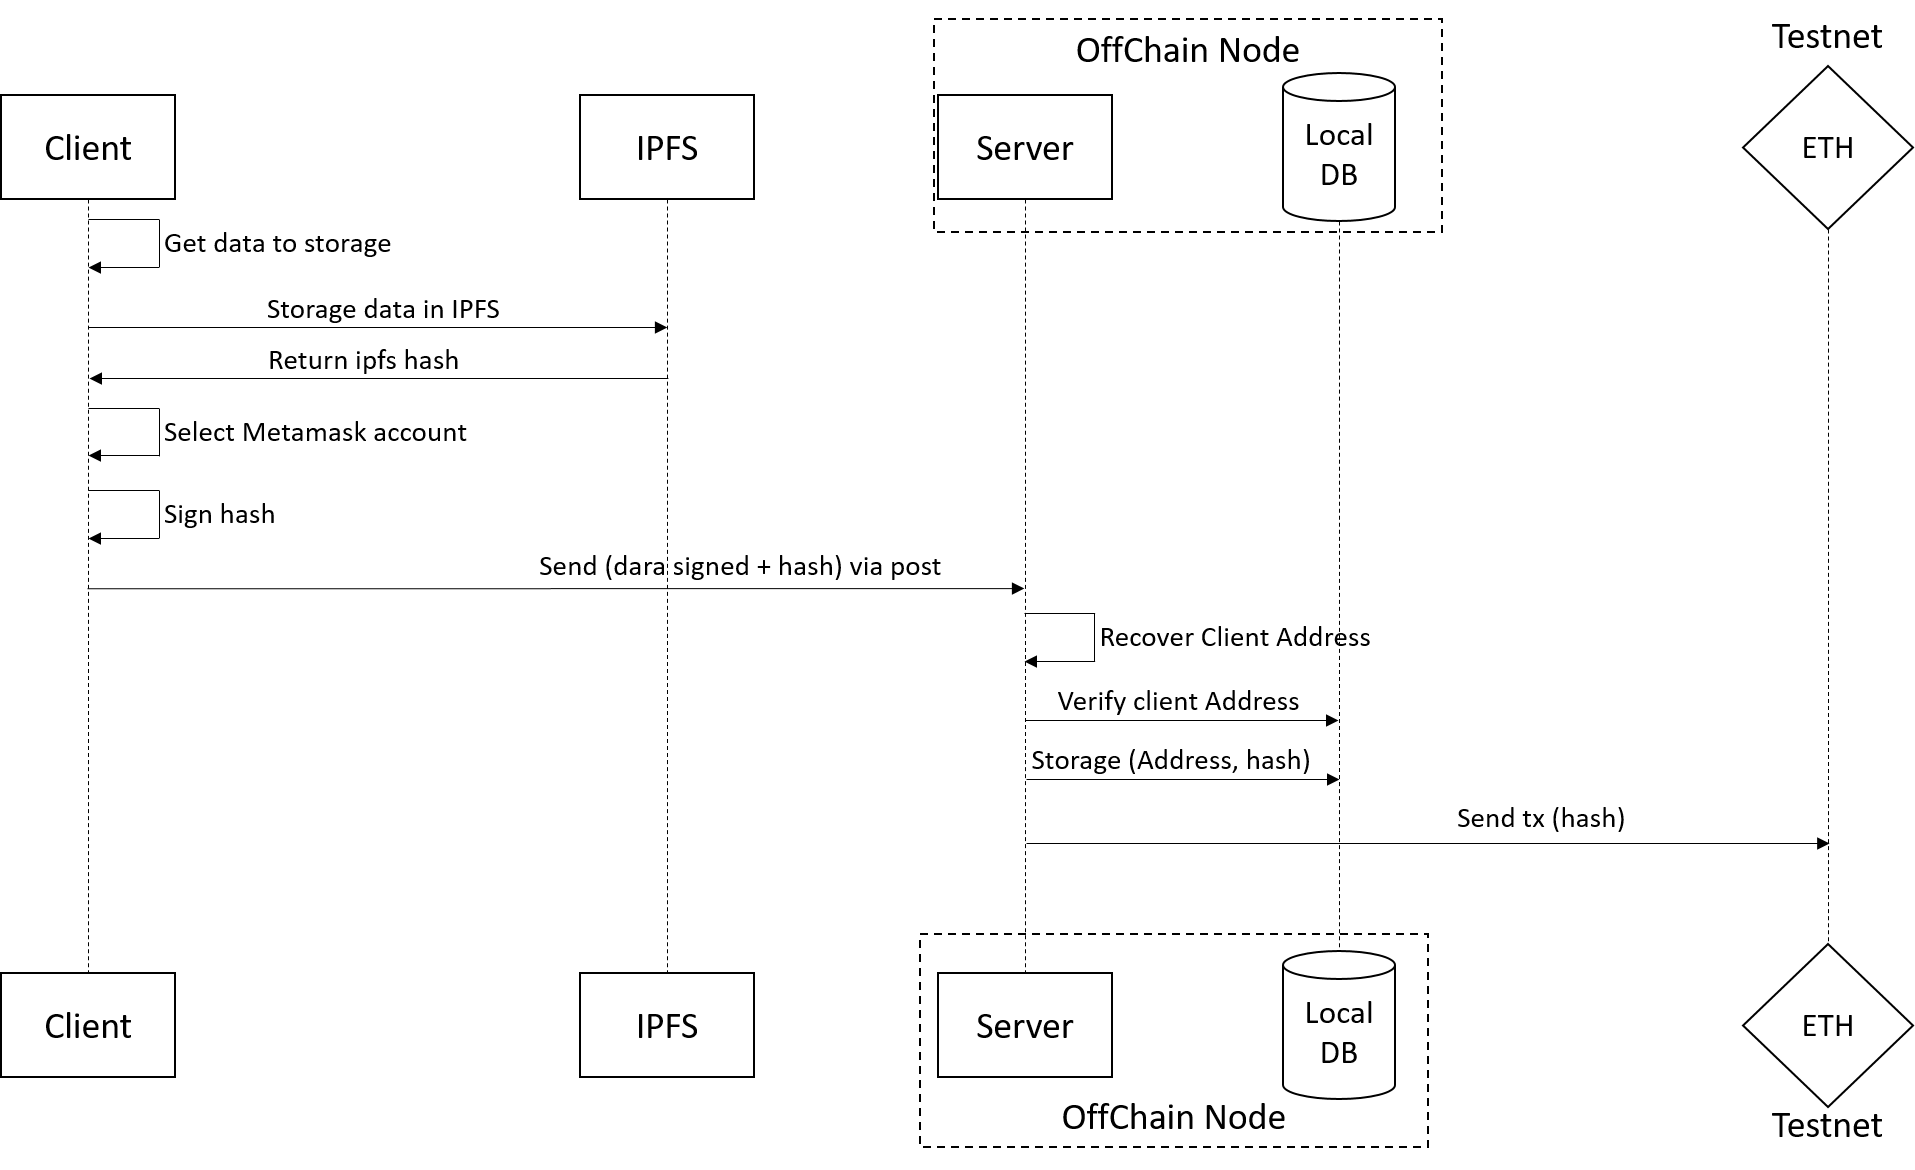 OffChain Node
Testnet
Client
IPFS
Server
Local
DB
ETH
Get data to storage
Storage data in IPFS
Return ipfs hash
Select Metamask account
Sign hash
Send (dara signed + hash) via post
Recover Client Address
Verify client Address
Storage (Address, hash)
Send tx (hash)
Client
IPFS
Server
Local
DB
ETH
OffChain Node
Testnet